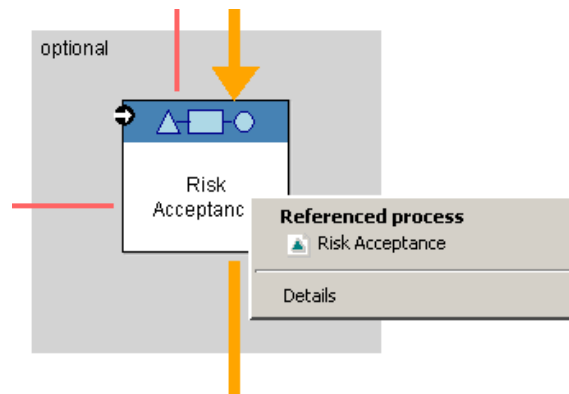 optional
Risk
Acceptanc
Referenced process
Risk Acceptance
Details